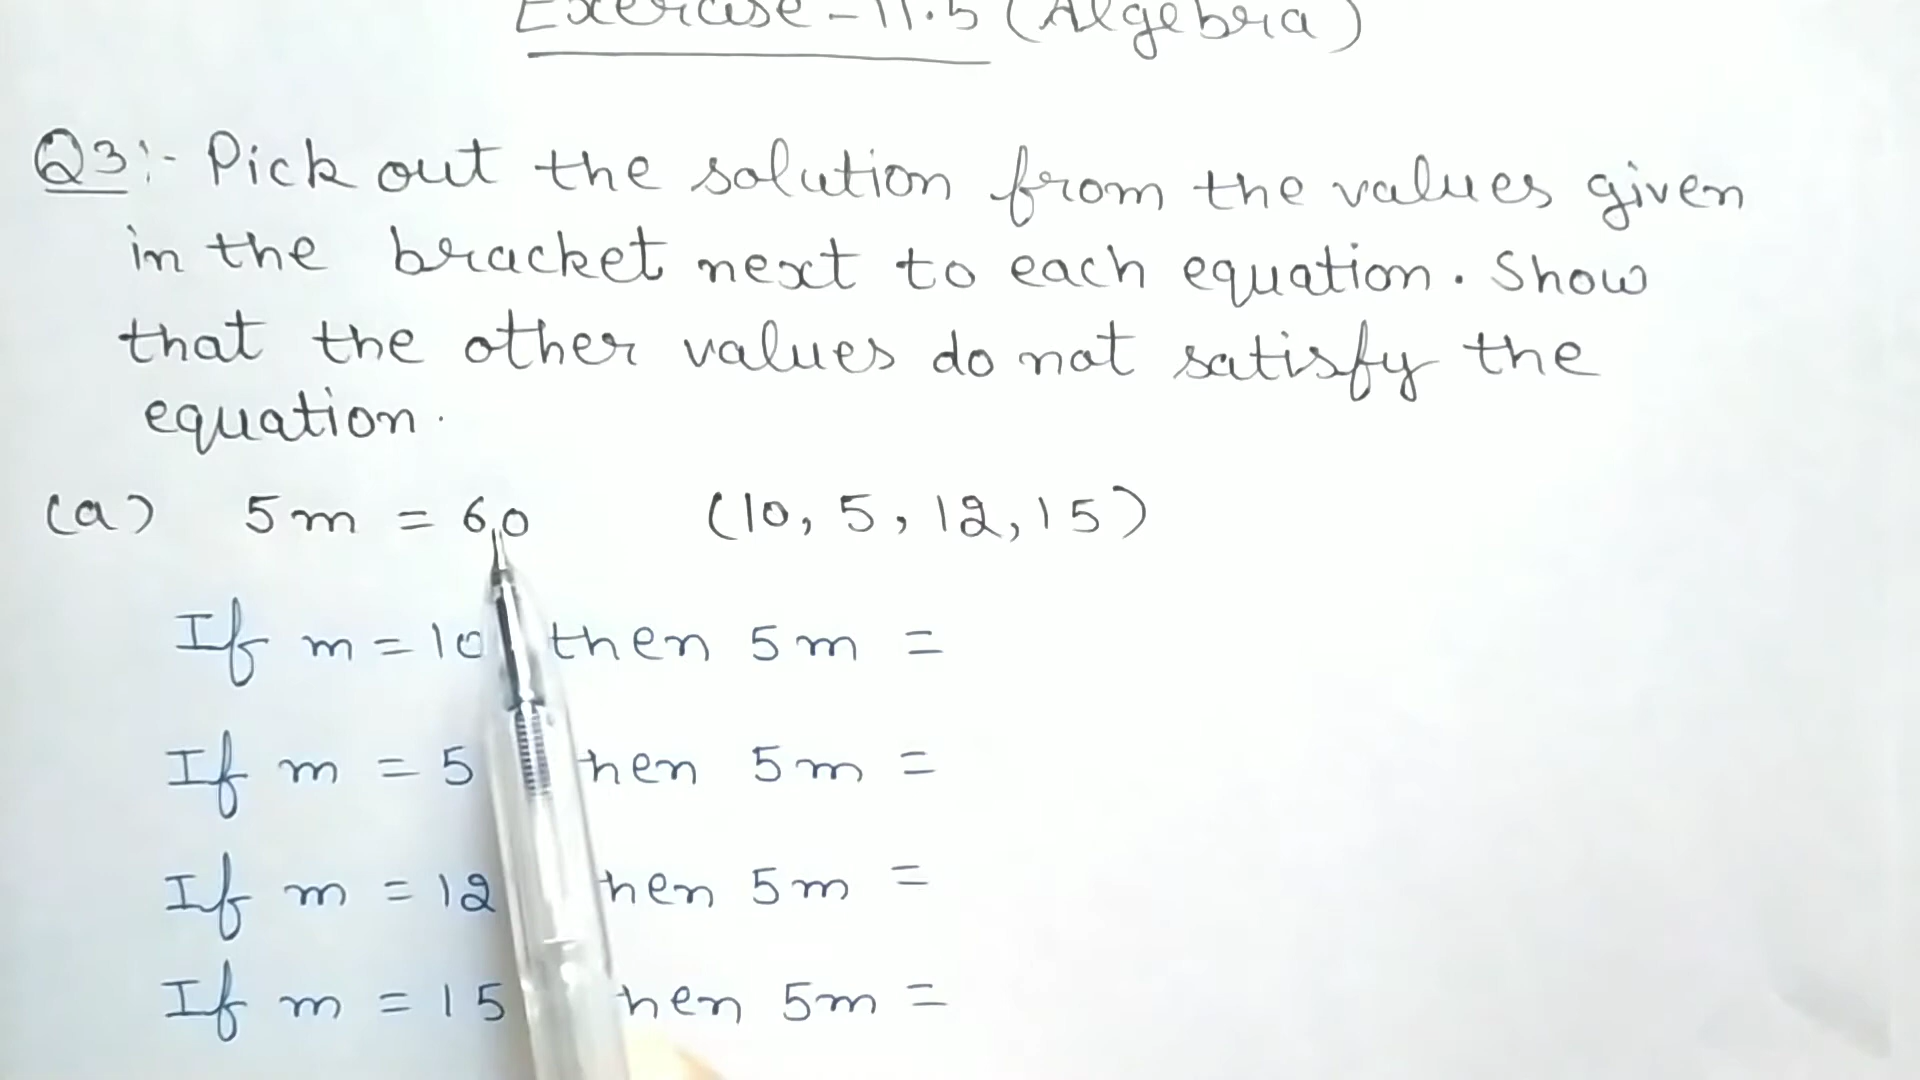 Exercise - 11.5 (Algebra)
Q3:- Pick out the solution from the values given
in the bracket next to each equation. Show
that the other values do not satisfy the
equation.
(a) 5m = 60 (10, 5, 12, 15)
If m = 10 then 5m =
If m = 5 hen 5m =
If m = 12 hen 5m =
If m = 15 hen 5m =